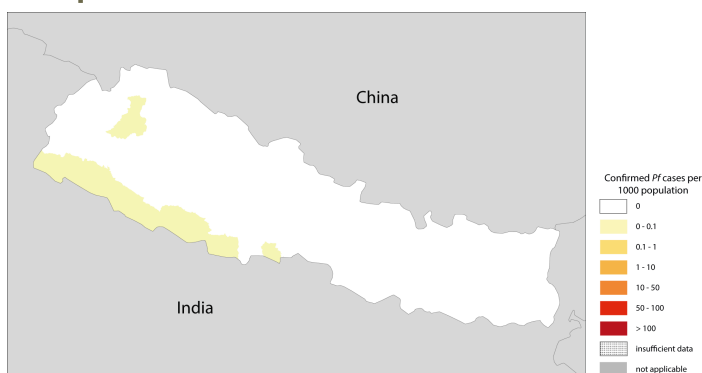 China
India
Confirmed Pf cases per
1000 population
0
0 - 0.1
0.1 - 1
1 - 10
10 - 50
50 - 100
> 100
insufficient data
not applicable